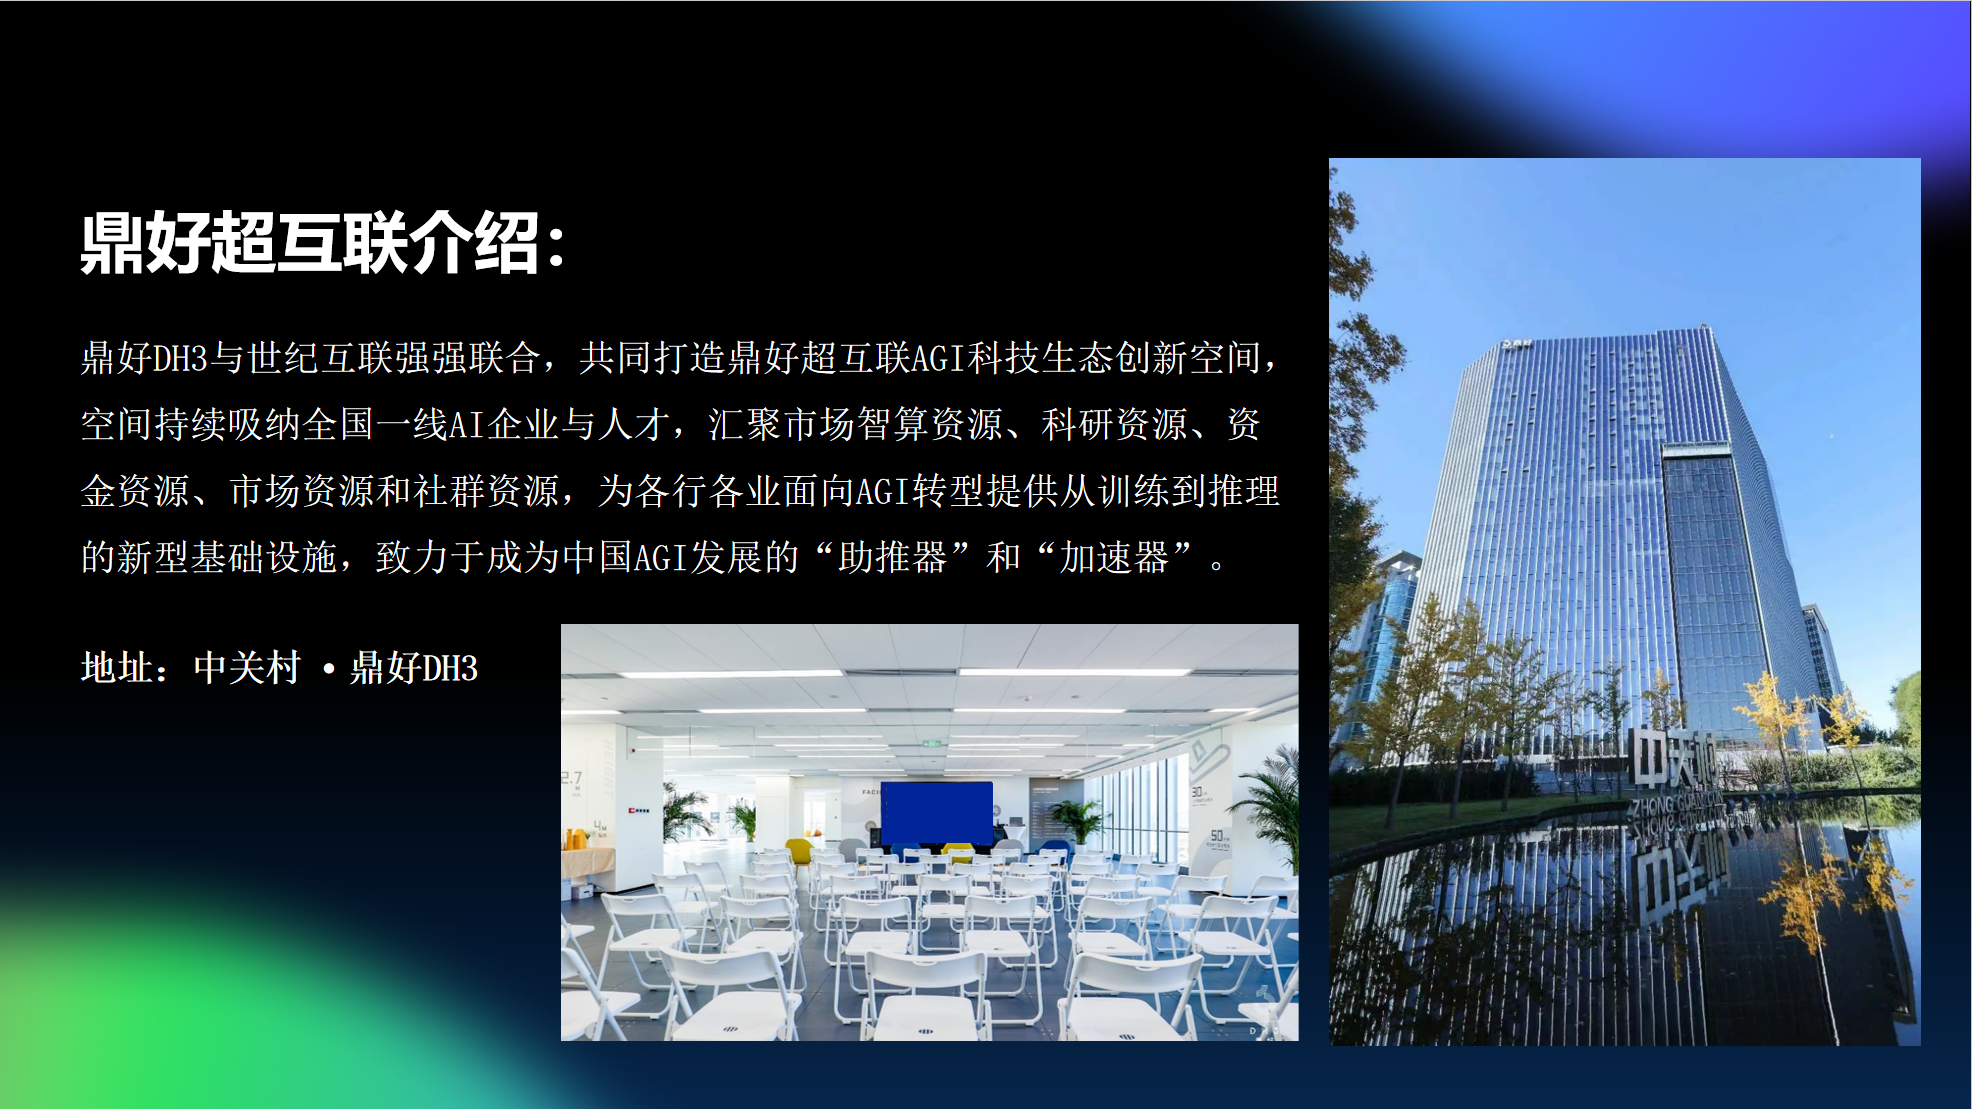 鼎好超互联介绍：
鼎好DH3与世纪互联强强联合，共同打造鼎好超互联AGI科技生态创新空间，
空间持续吸纳全国一线AI企业与人才，汇聚市场智算资源、科研资源、资
金资源、市场资源和社群资源，为各行各业面向AGI转型提供从训练到推理
的新型基础设施，致力于成为中国AGI发展的“助推器”和“加速器”。
地址：中关村 •鼎好DH3
2.7
M
4M
FACI
30
50
中关村